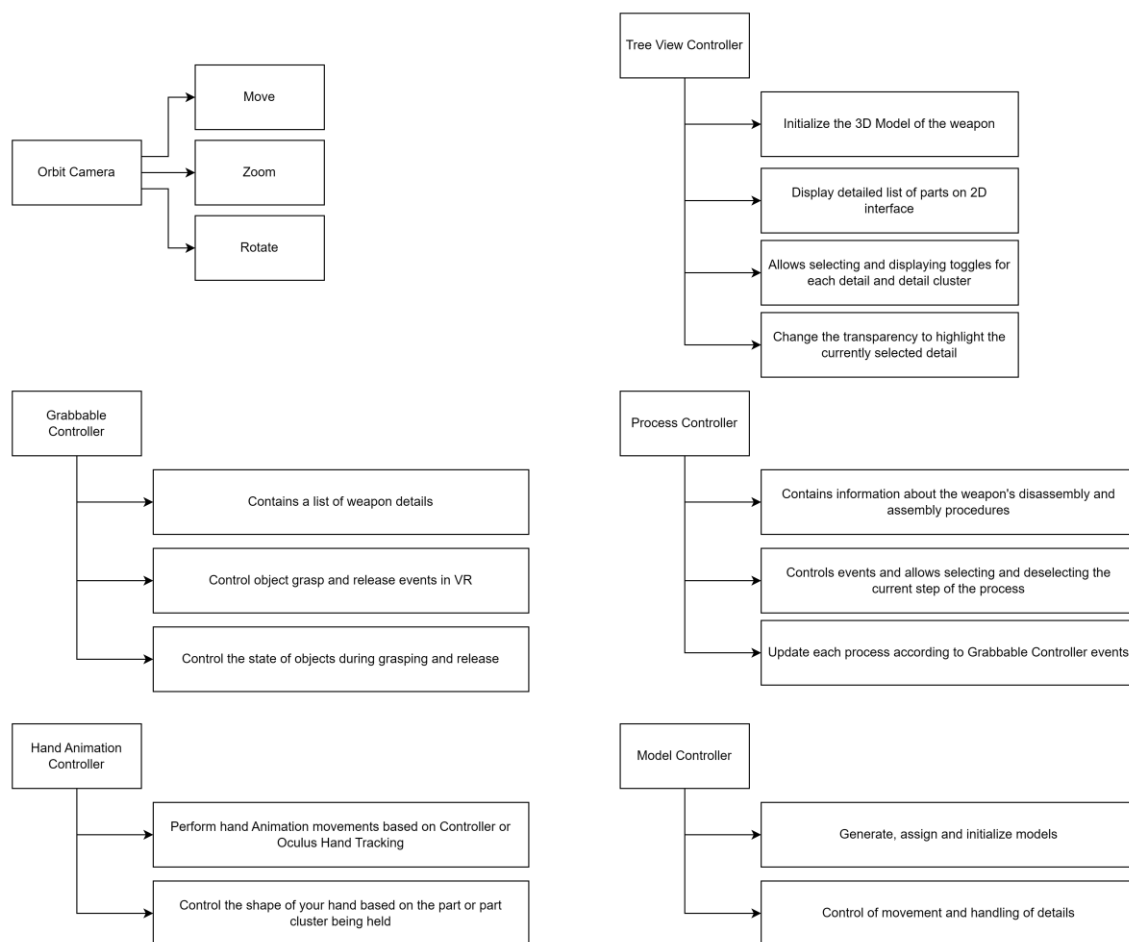 Orbit Camera
Move
Zoom
Rotate
Tree View Controller
Initialize the 3D Model of the weapon
Display detailed list of parts on 2D
interface
Allows selecting and displaying toggles for
each detail and detail cluster
Change the transparency to highlight the
currently selected detail
Grabbable
Controller
Contains a list of weapon details
Control object grasp and release events in VR
Control the state of objects during grasping and release
Process Controller
Contains information about the weapon's disassembly and
assembly procedures
Controls events and allows selecting and deselecting the
current step of the process
Update each process according to Grabbable Controller events
Hand Animation
Controller
Perform hand Animation movements based on Controller or
Oculus Hand Tracking
Control the shape of your hand based on the part or part
cluster being held
Model Controller
Generate, assign and initialize models
Control of movement and handling of details